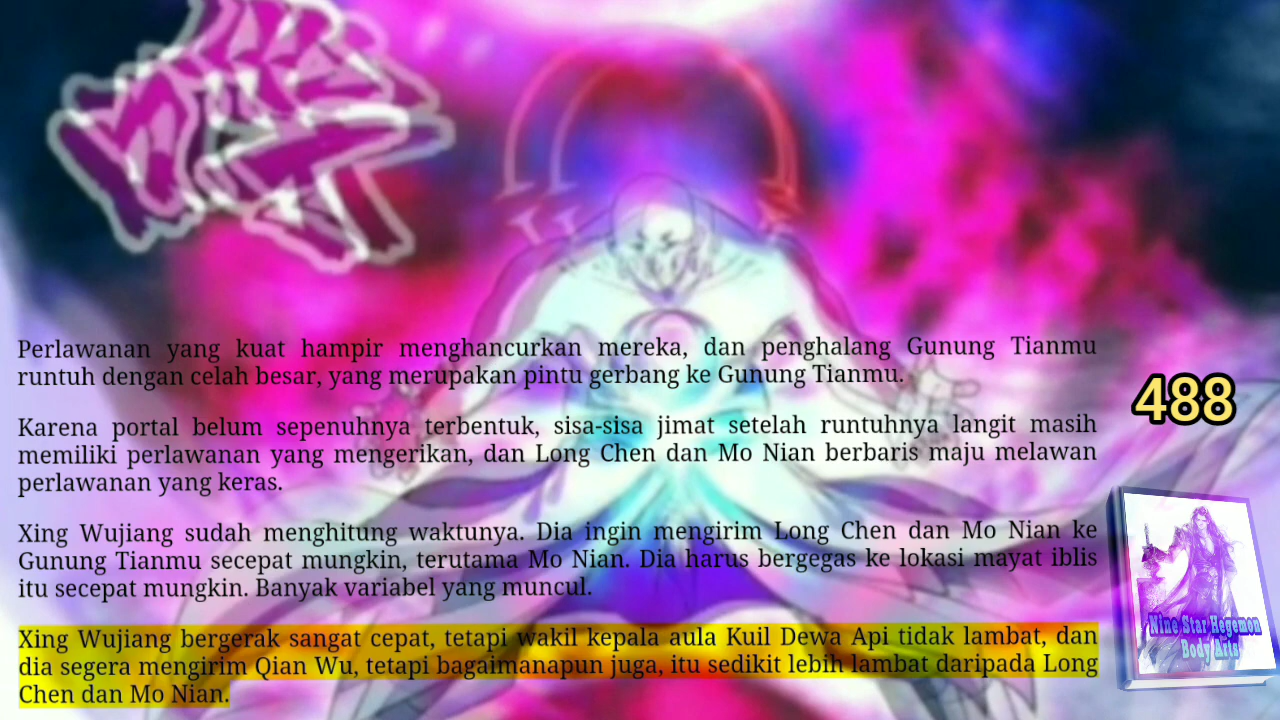 Perlawanan yang kuat hampir menghancurkan mereka, dan penghalang Gunung Tianmu
runtuh dengan celah besar, yang merupakan pintu gerbang ke Gunung Tianmu.
Karena portal belum sepenuhnya terbentuk, sisa-sisa jimat setelah runtuhnya langit masih
memiliki perlawanan yang mengerikan, dan Long Chen dan Mo Nian berbaris maju melawan
perlawanan yang keras.
Xing Wujiang sudah menghitung waktunya. Dia ingin mengirim Long Chen dan Mo Nian ke
Gunung Tianmu secepat mungkin, terutama Mo Nian. Dia harus bergegas ke lokasi mayat iblis
itu secepat mungkin. Banyak variabel yang muncul.
Xing Wujiang bergerak sangat cepat, tetapi wakil kepala aula Kuil Dewa Api tidak lambat, dan
dia segera mengirim Qian Wu, tetapi bagaimanapun juga, itu sedikit lebih lambat daripada Long
Chen dan Mo Nian.
488
Nine Star Hegemon
Body Arts